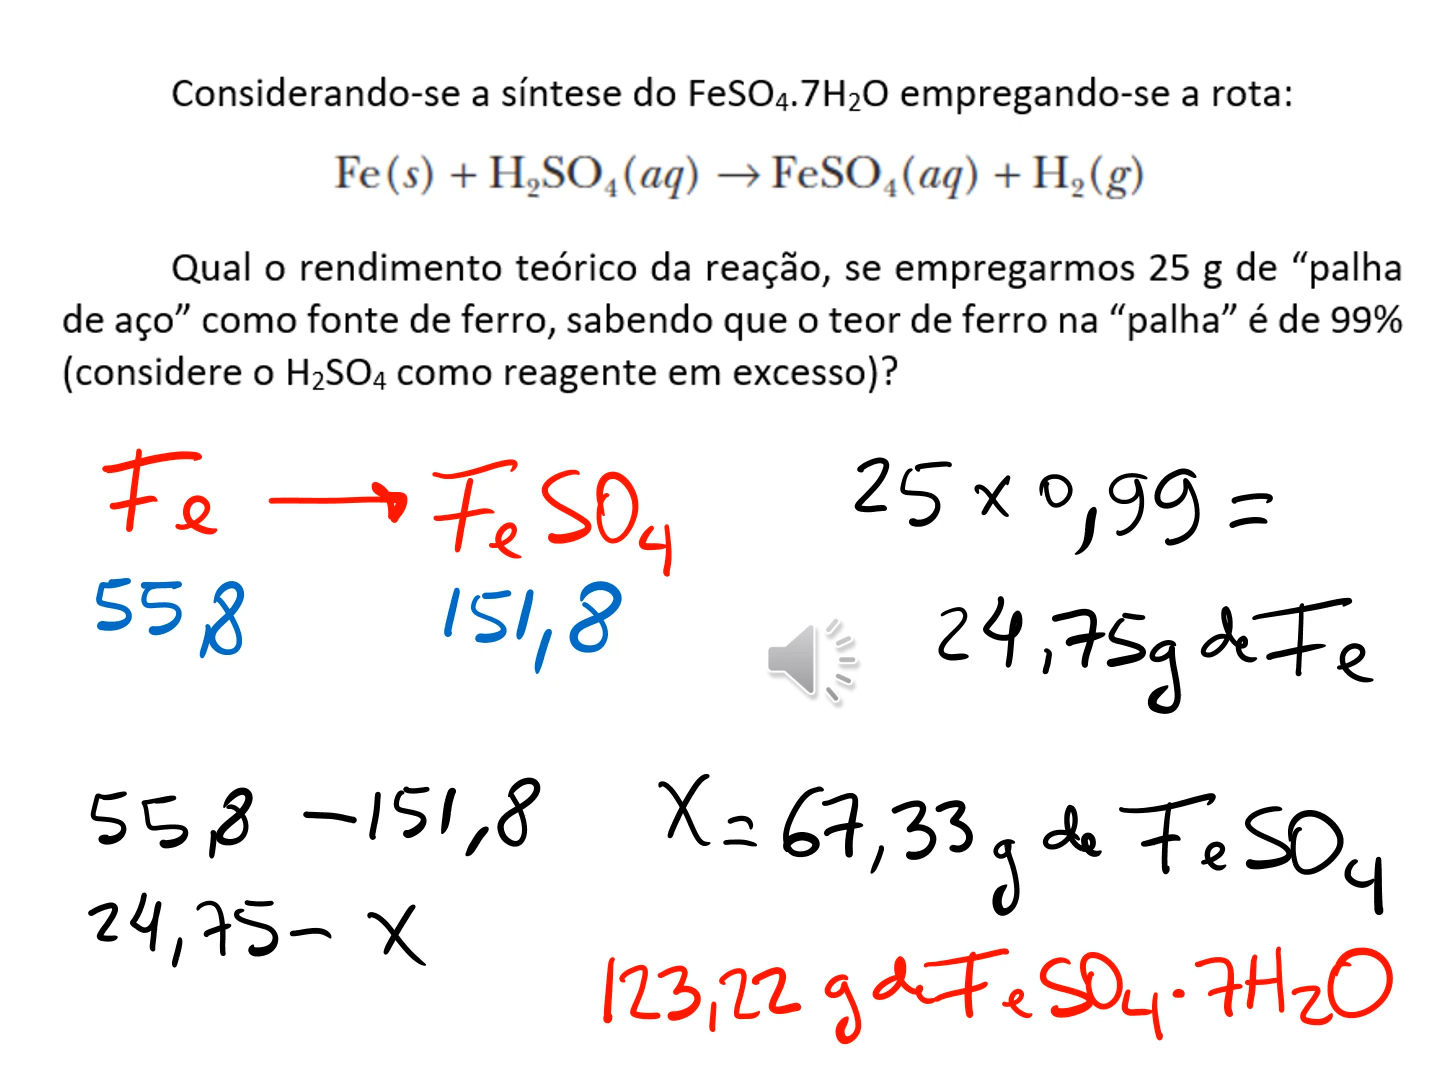 Considerando-se a síntese do FeSO₄.7H₂O empregando-se a rota:
Fe(s) + H₂SO₄(aq) → FeSO₄(aq) + H₂(g)
Qual o rendimento teórico da reação, se empregarmos 25 g de “palha
de aço” como fonte de ferro, sabendo que o teor de ferro na “palha” é de 99%
(considere o H₂SO₄ como reagente em excesso)?
Fe → FeSO₄
55,8 151,8
25 x 0,99 =
24,75g de Fe
55,8 – 151,8
24,75 – X
X = 67,33 g de FeSO₄
123,22 g de FeSO₄·7H₂O